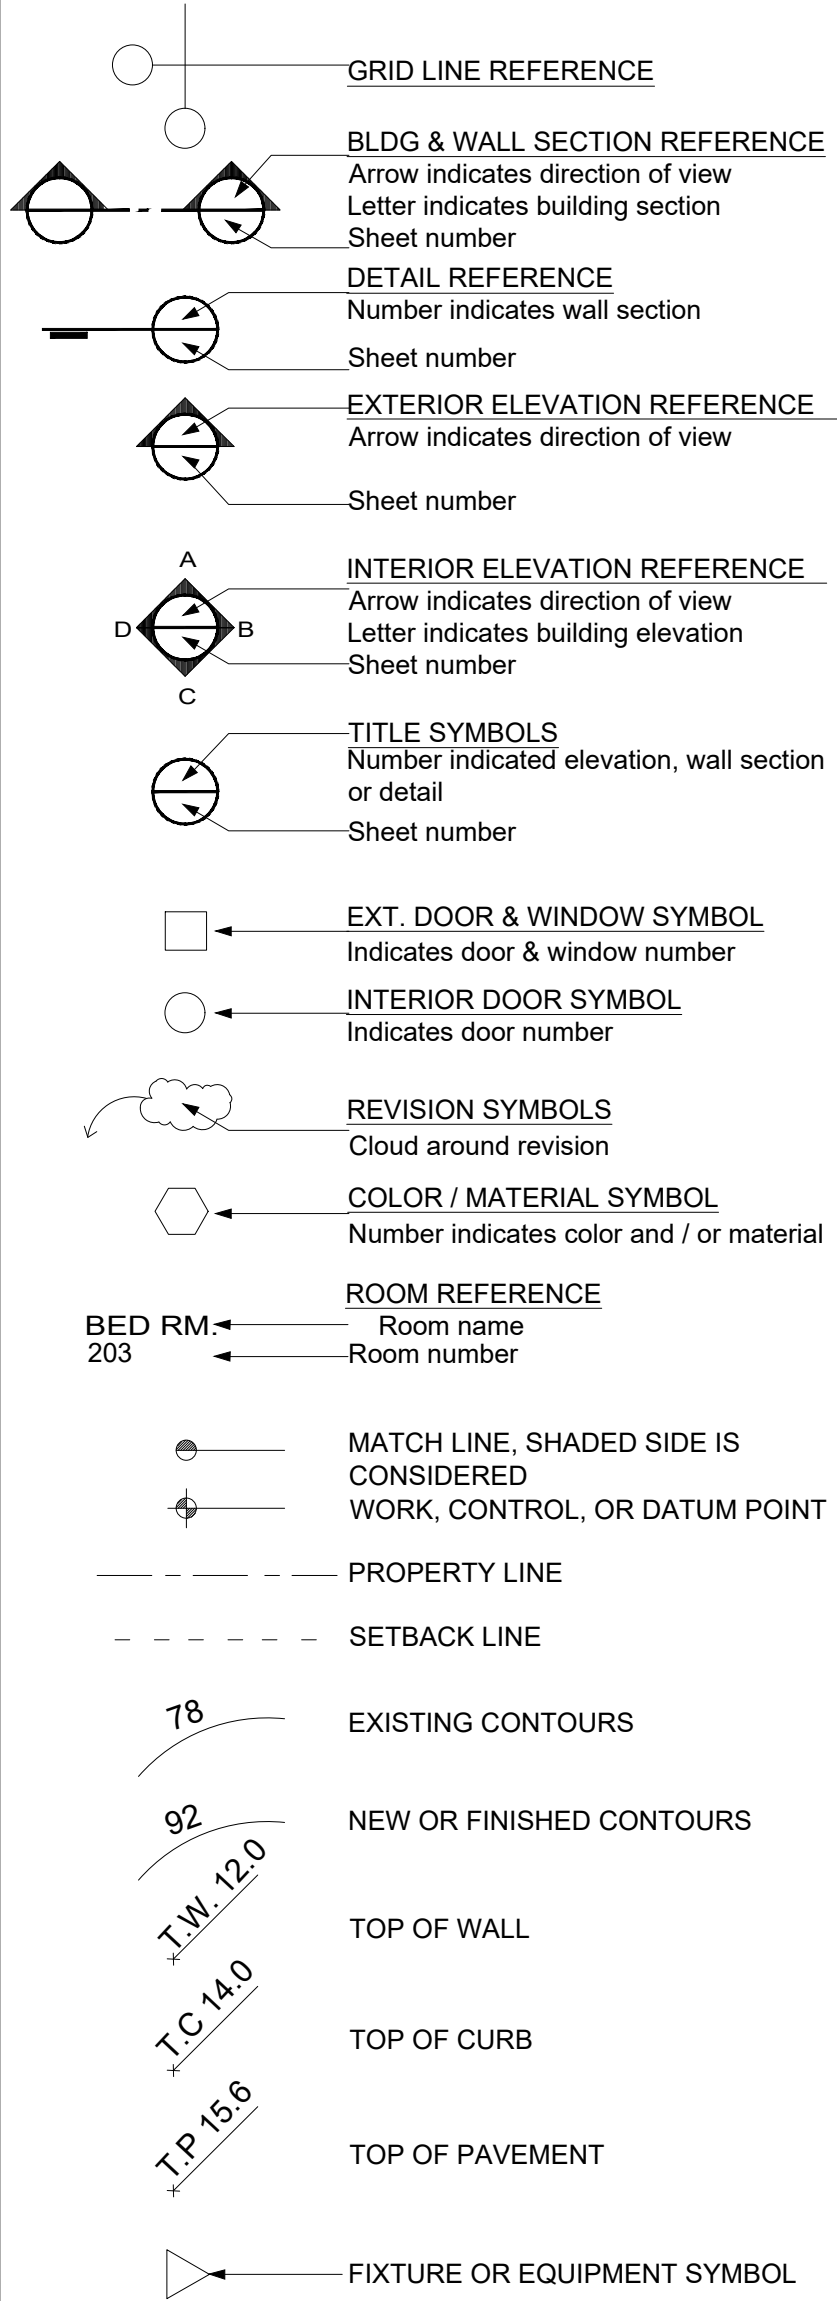 GRID LINE REFERENCE
BLDG & WALL SECTION REFERENCE
Arrow indicates direction of view
Letter indicates building section
Sheet number
DETAIL REFERENCE
Number indicates wall section
Sheet number
EXTERIOR ELEVATION REFERENCE
Arrow indicates direction of view
Sheet number
A
D
B
C
INTERIOR ELEVATION REFERENCE
Arrow indicates direction of view
Letter indicates building elevation
Sheet number
TITLE SYMBOLS
Number indicated elevation, wall section
or detail
Sheet number
EXT. DOOR & WINDOW SYMBOL
Indicates door & window number
INTERIOR DOOR SYMBOL
Indicates door number
REVISION SYMBOLS
Cloud around revision
COLOR / MATERIAL SYMBOL
Number indicates color and / or material
ROOM REFERENCE
BED RM.
Room name
203
Room number
MATCH LINE, SHADED SIDE IS
CONSIDERED
WORK, CONTROL, OR DATUM POINT
PROPERTY LINE
SETBACK LINE
78
EXISTING CONTOURS
92
NEW OR FINISHED CONTOURS
T.W. 12.0
TOP OF WALL
T.C 14.0
TOP OF CURB
T.P 15.6
TOP OF PAVEMENT
FIXTURE OR EQUIPMENT SYMBOL